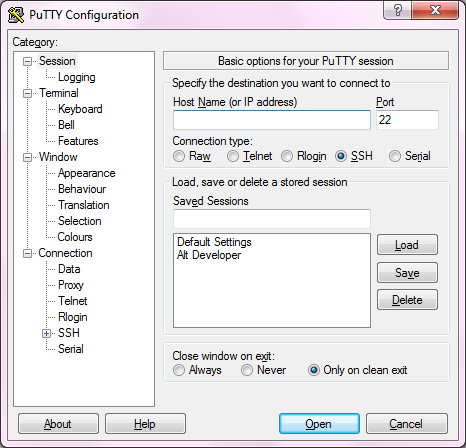 PuTTY Configuration
?
Category:
Session
Logging
Terminal
Keyboard
Bell
Features
Window
Appearance
Behaviour
Translation
Selection
Colours
Connection
Data
Proxy
Telnet
Rlogin
SSH
Serial
Basic options for your PuTTY session
Specify the destination you want to connect to
Host Name (or IP address) Port
22
Connection type:
Raw Telnet Rlogin SSH Serial
Load, save or delete a stored session
Saved Sessions
Default Settings
Alt Developer
Load
Save
Delete
Close window on exit:
Always Never Only on clean exit
About Help Open Cancel